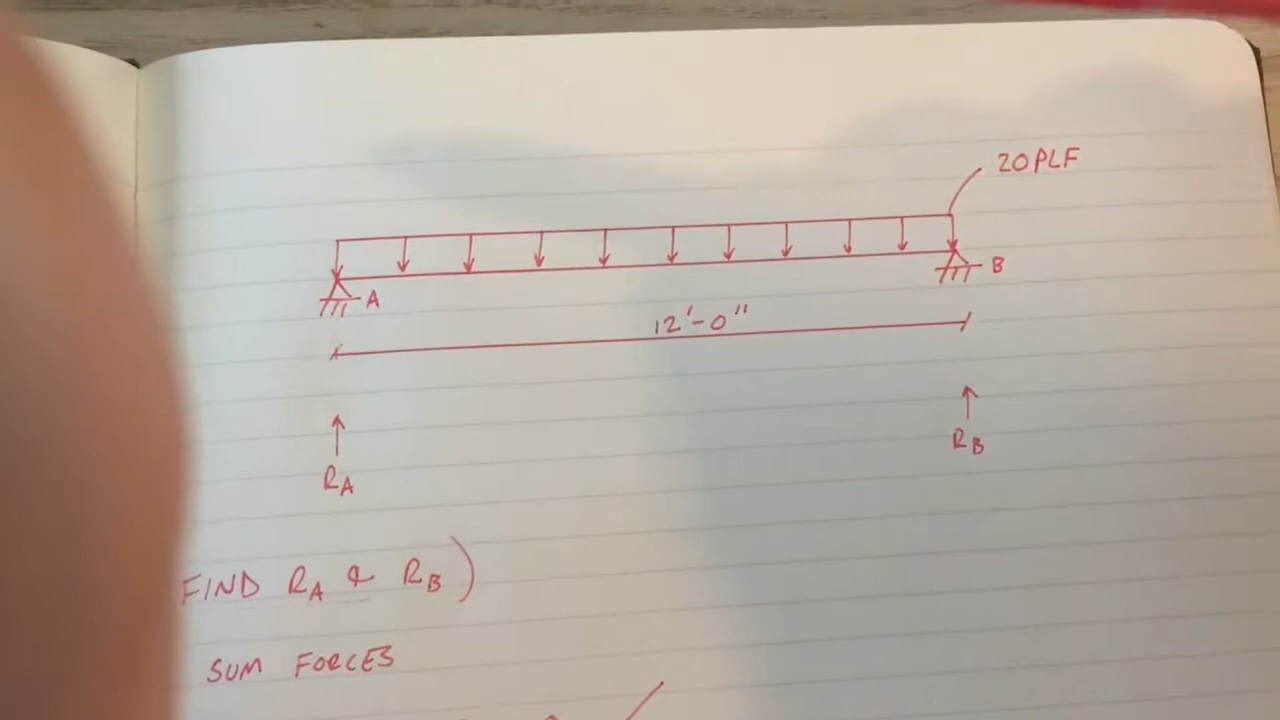 20PLF
A
B
12'-0"
RA
RB
FIND RA & RB)
SUM FORCES